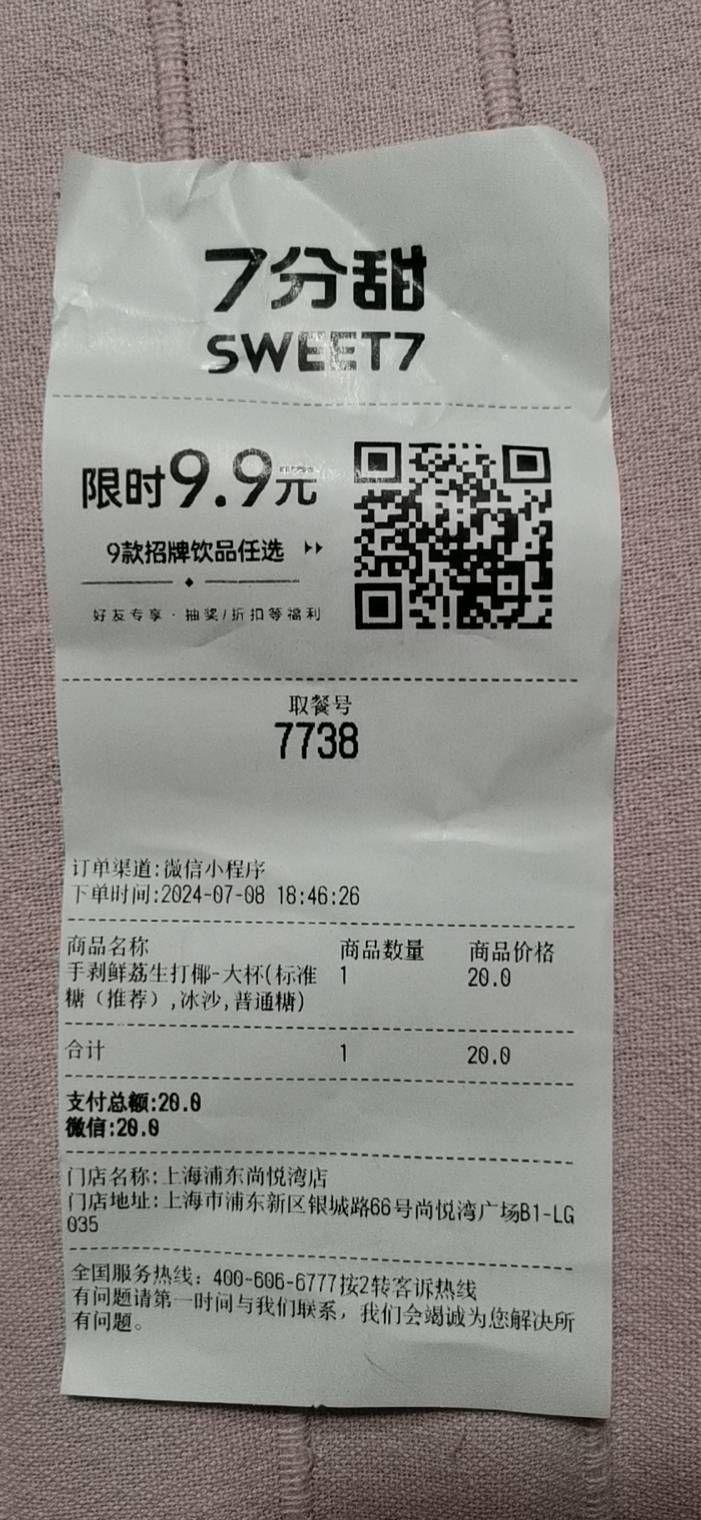 7分甜
SWEET7
限时9.9元
9款招牌饮品任选
好友专享·抽奖/折扣等福利
取餐号
7738
订单渠道:微信小程序
下单时间:2024-07-08 18:46:26
商品名称 商品数量 商品价格
手剥鲜荔生打椰-大杯(标准 1 20.0
糖（推荐）,冰沙,普通糖)
合计 1 20.0
支付总额:20.0
微信:20.0
门店名称:上海浦东尚悦湾店
门店地址:上海市浦东新区银城路66号尚悦湾广场B1-LG
035
全国服务热线：400-606-6777按2转客诉热线
有问题请第一时间与我们联系，我们会竭诚为您解决所
有问题。